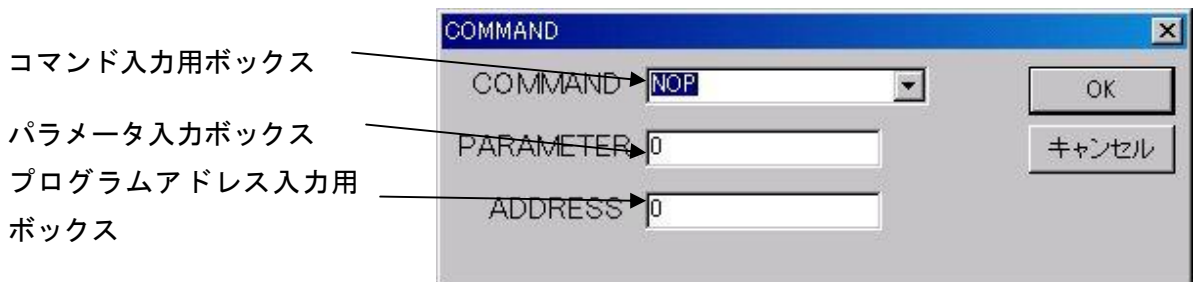 COMMAND
コマンド入力用ボックス
COMMAND NOP
OK
パラメータ入力ボックス
PARAMETER 0
キャンセル
プログラムアドレス入力用
ボックス
ADDRESS 0